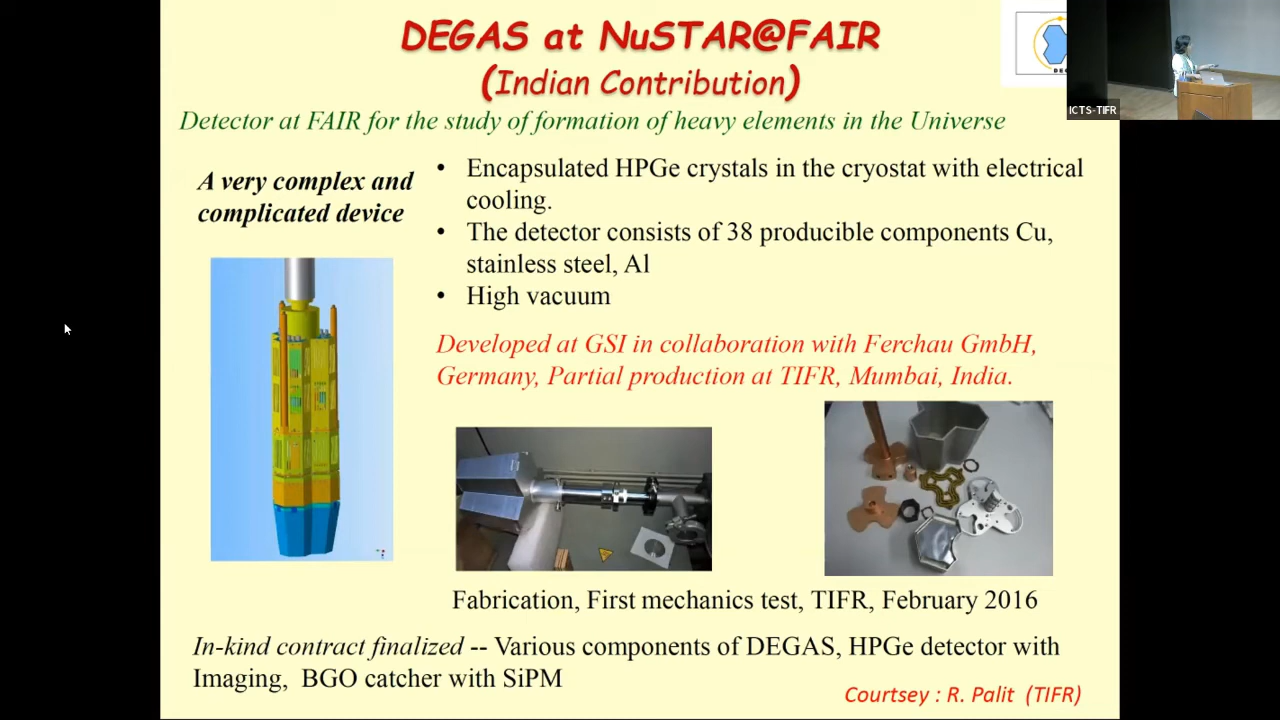 DEGAS at NuSTAR@FAIR
(Indian Contribution)
ICTS-TIFR
Detector at FAIR for the study of formation of heavy elements in the Universe
A very complex and
complicated device
• Encapsulated HPGe crystals in the cryostat with electrical
cooling.
• The detector consists of 38 producible components Cu,
stainless steel, Al
• High vacuum
Developed at GSI in collaboration with Ferchau GmbH,
Germany, Partial production at TIFR, Mumbai, India.
Fabrication, First mechanics test, TIFR, February 2016
In-kind contract finalized -- Various components of DEGAS, HPGe detector with
Imaging, BGO catcher with SiPM
Courtsey : R. Palit (TIFR)